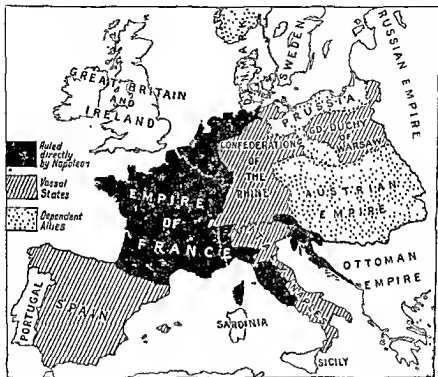 GREAT BRITAIN
AND
IRELAND
DENMARK
SWEDEN
RUSSIAN EMPIRE
PRUSSIA
GD. DUCHY
OF
WARSAW
CONFEDERATION
OF
THE
RHINE
Ruled
directly
by Napoleon
Vassal
States
Dependent
Allies
EMPIRE
OF
FRANCE
AUSTRIAN
EMPIRE
OTTOMAN
EMPIRE
PORTUGAL
SPAIN
SARDINIA
SICILY